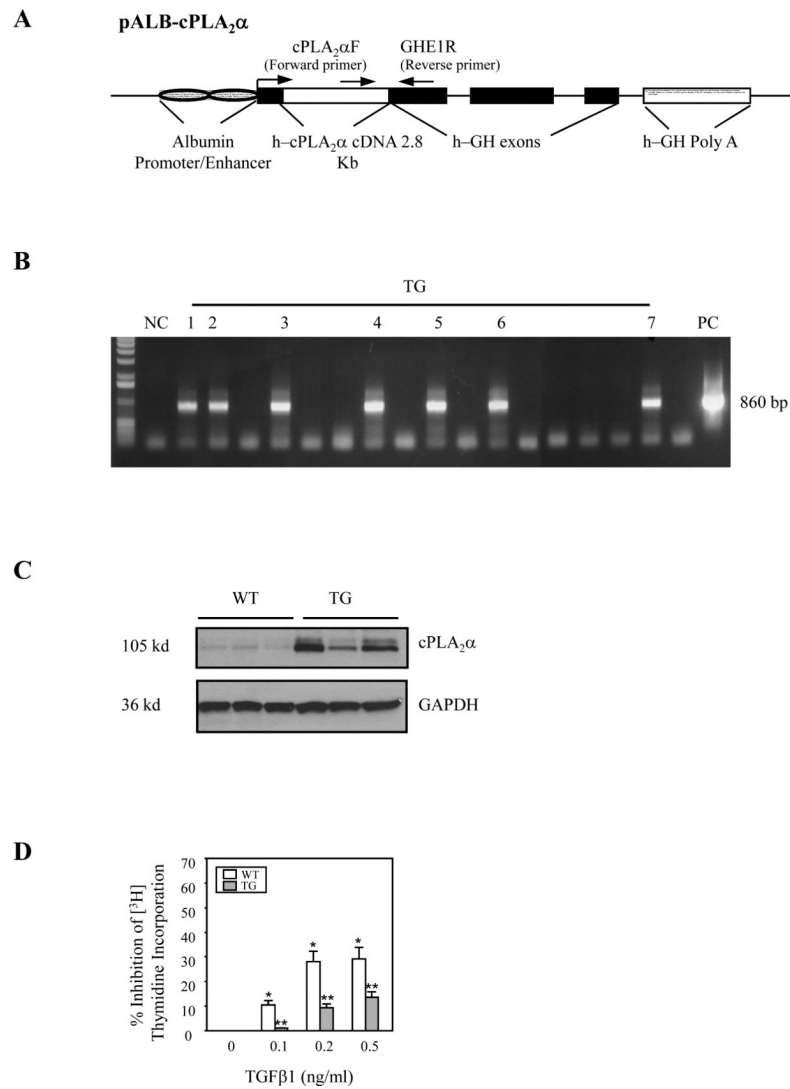 A
pALB-cPLA₂α
cPLA₂αF
(Forward primer)
GHE1R
(Reverse primer)
Albumin
Promoter/Enhancer
h–cPLA₂α cDNA 2.8
Kb
h–GH exons
h–GH Poly A
B
TG
NC 1 2 3 4 5 6 7 PC
860 bp
C
WT TG
105 kd
cPLA₂α
36 kd
GAPDH
D
% Inhibition of [³H]
Thymidine Incorporation
70
60
50
40
30
20
10
0
WT
TG
* ** * ** * **
0 0.1 0.2 0.5
TGFβ1 (ng/ml)